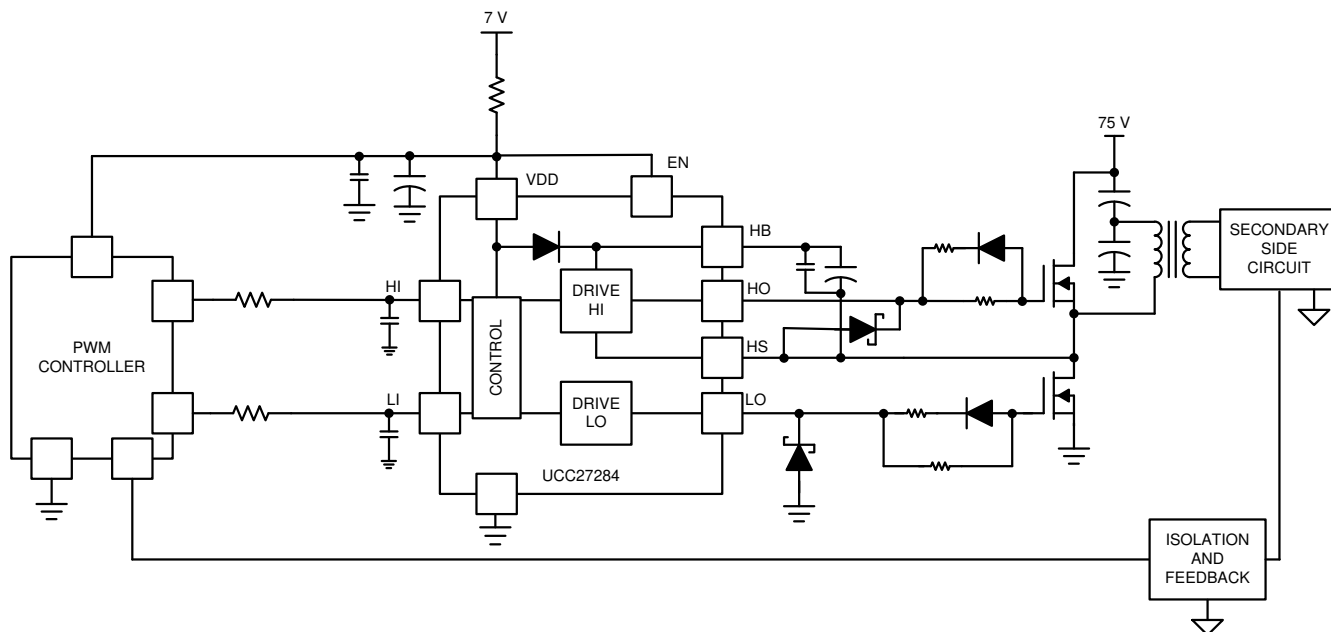 7 V
75 V
EN
VDD
HB
SECONDARY
SIDE
CIRCUIT
HI
DRIVE
HI
HO
PWM
CONTROLLER
CONTROL
HS
LI
DRIVE
LO
LO
UCC27284
ISOLATION
AND
FEEDBACK